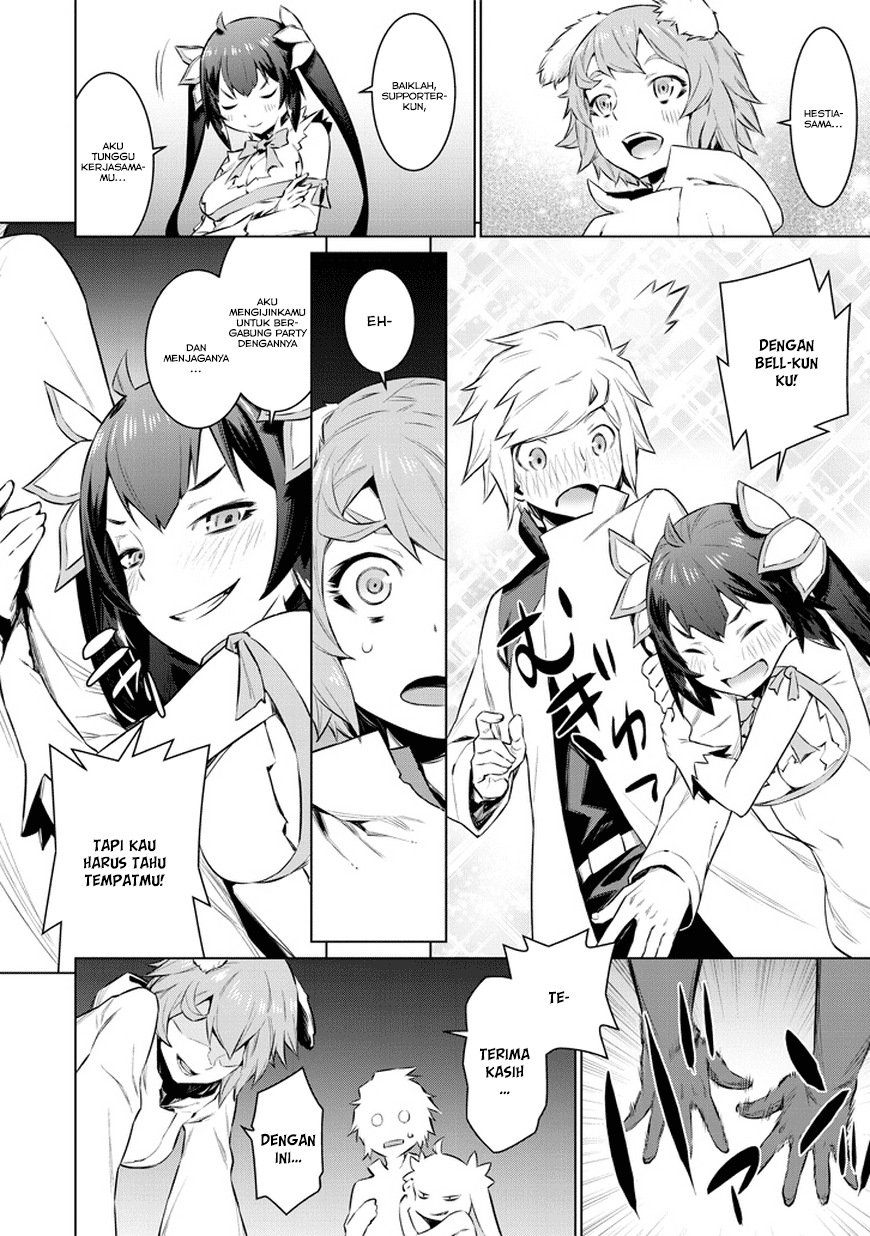 HESTIA-
SAMA...
BAIKLAH,
SUPPORTER-
KUN,
AKU
TUNGGU
KERJASAMA-
MU...
DENGAN
BELL-KUN
KU!
むぎゅっ
EH-
AKU
MENGIJINKAMU
UNTUK BER-
GABUNG PARTY
DENGANNYA
DAN
MENJAGANYA
...
TAPI KAU
HARUS TAHU
TEMPATMU!
TE-
TERIMA
KASIH
...
DENGAN
INI...